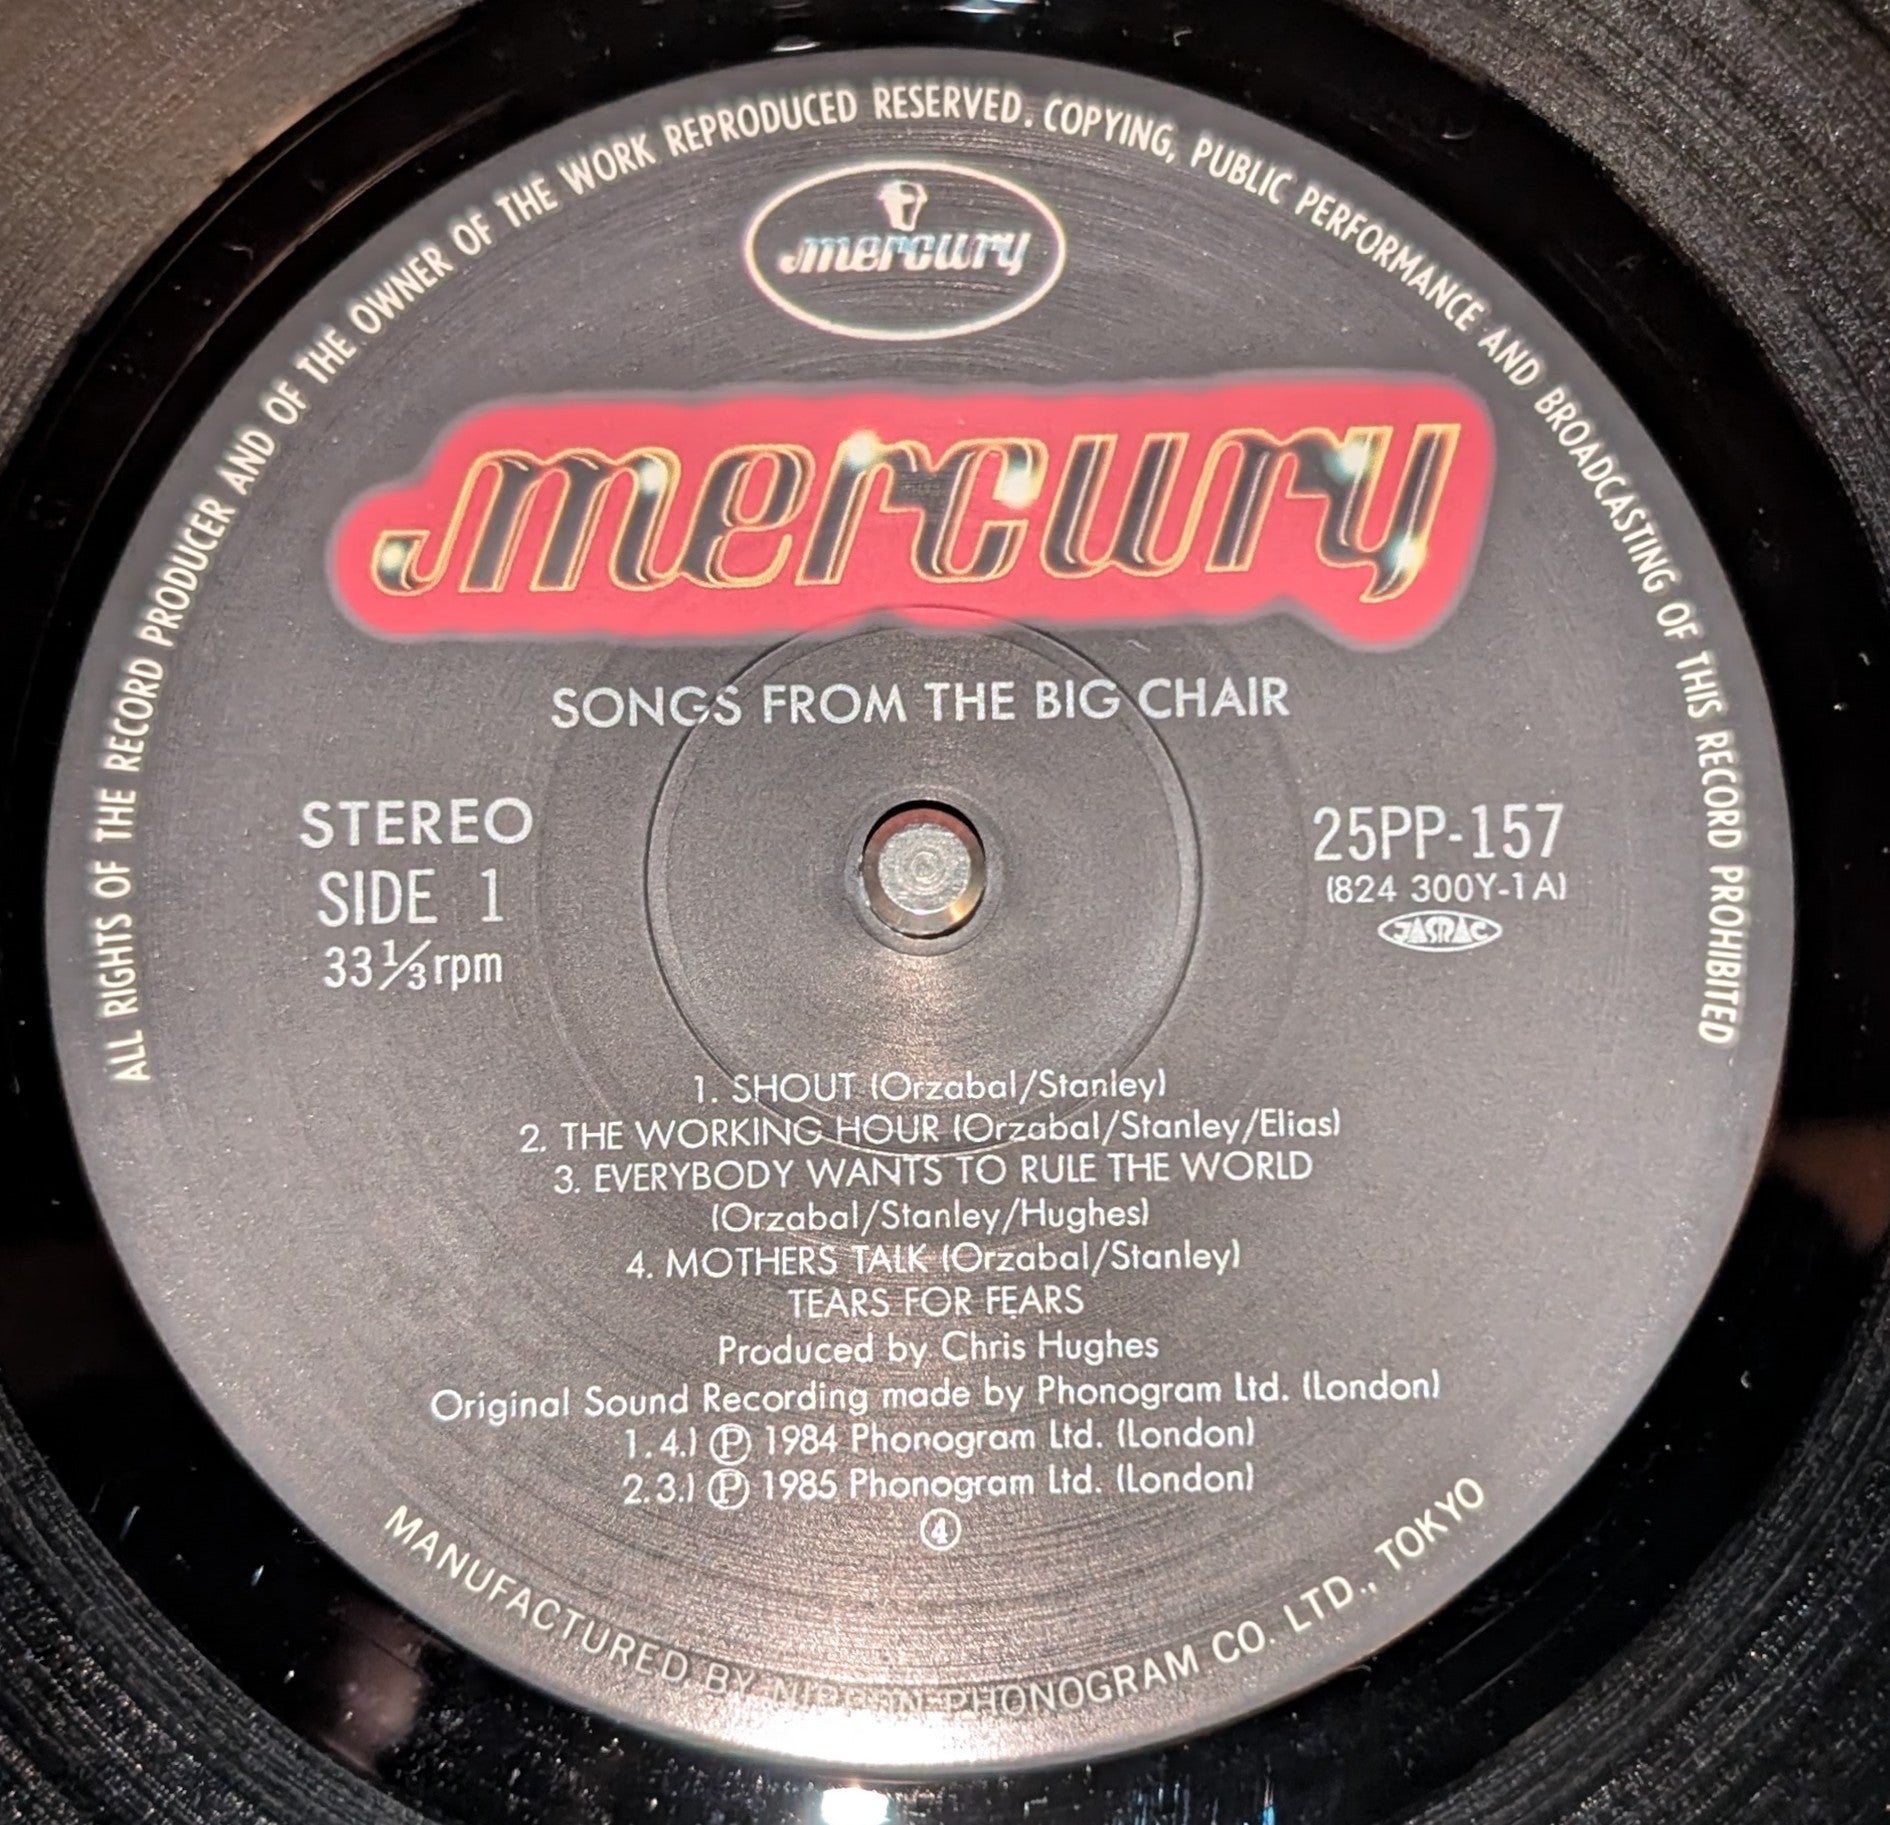 ALL RIGHTS OF THE RECORD PRODUCER AND OF THE OWNER OF THE WORK REPRODUCED RESERVED. COPYING, PUBLIC PERFORMANCE AND BROADCASTING OF THIS RECORD PROHIBITED
mercury
mercury
SONGS FROM THE BIG CHAIR
STEREO
SIDE 1
33 1/3 rpm
25PP-157
(824 300Y-1A)
JASRAC
1. SHOUT (Orzabal/Stanley)
2. THE WORKING HOUR (Orzabal/Stanley/Elias)
3. EVERYBODY WANTS TO RULE THE WORLD
(Orzabal/Stanley/Hughes)
4. MOTHERS TALK (Orzabal/Stanley)
TEARS FOR FEARS
Produced by Chris Hughes
Original Sound Recording made by Phonogram Ltd. (London)
1.4.) Ⓟ 1984 Phonogram Ltd. (London)
2.3.) Ⓟ 1985 Phonogram Ltd. (London)
④
MANUFACTURED BY NIPPON PHONOGRAM CO. LTD., TOKYO